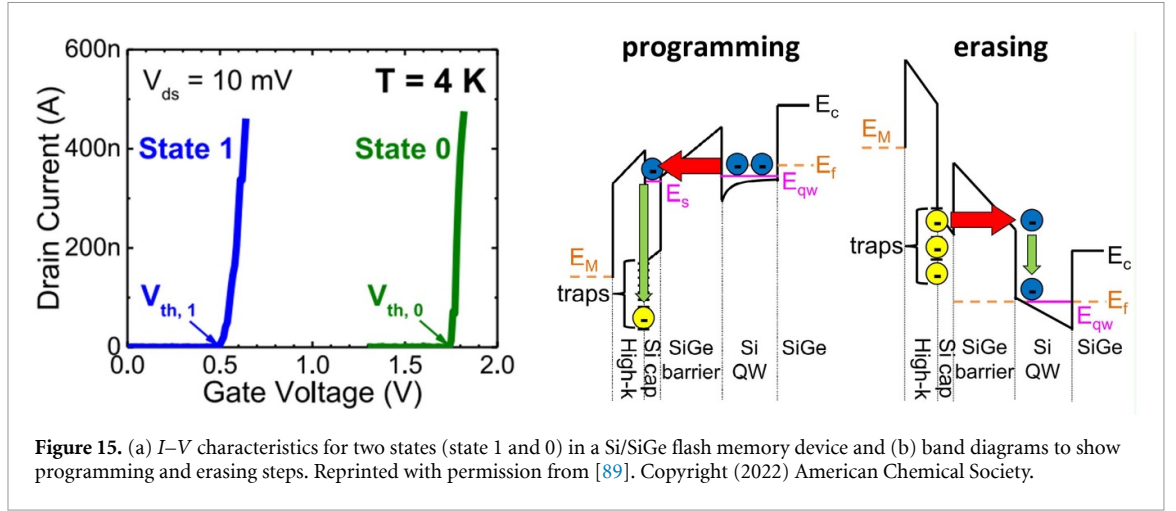 600n
400n
200n
0
0.0 0.5 1.0 1.5 2.0
Drain Current (A)
Gate Voltage (V)
V_ds = 10 mV
T = 4 K
State 1
State 0
V_th, 1
V_th, 0
programming
E_c
E_f
E_qw
E_s
E_M
traps
High-k
Si cap
SiGe
barrier
Si
QW
SiGe
erasing
E_M
traps
E_c
E_f
E_qw
High-k
Si cap
SiGe
barrier
Si
QW
SiGe
Figure 15. (a) I–V characteristics for two states (state 1 and 0) in a Si/SiGe flash memory device and (b) band diagrams to show
programming and erasing steps. Reprinted with permission from [89]. Copyright (2022) American Chemical Society.